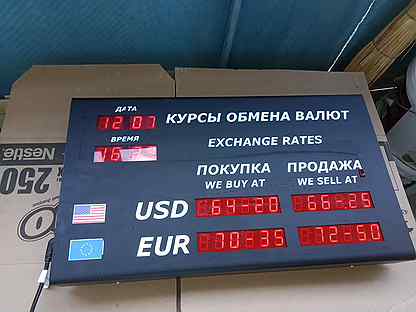 ДАТА
12 07
КУРСЫ ОБМЕНА ВАЛЮТ
ВРЕМЯ
EXCHANGE RATES
ПОКУПКА ПРОДАЖА
WE BUY AT WE SELL AT
USD 64-20 66-25
EUR 70-35 72-50
Nestle
250